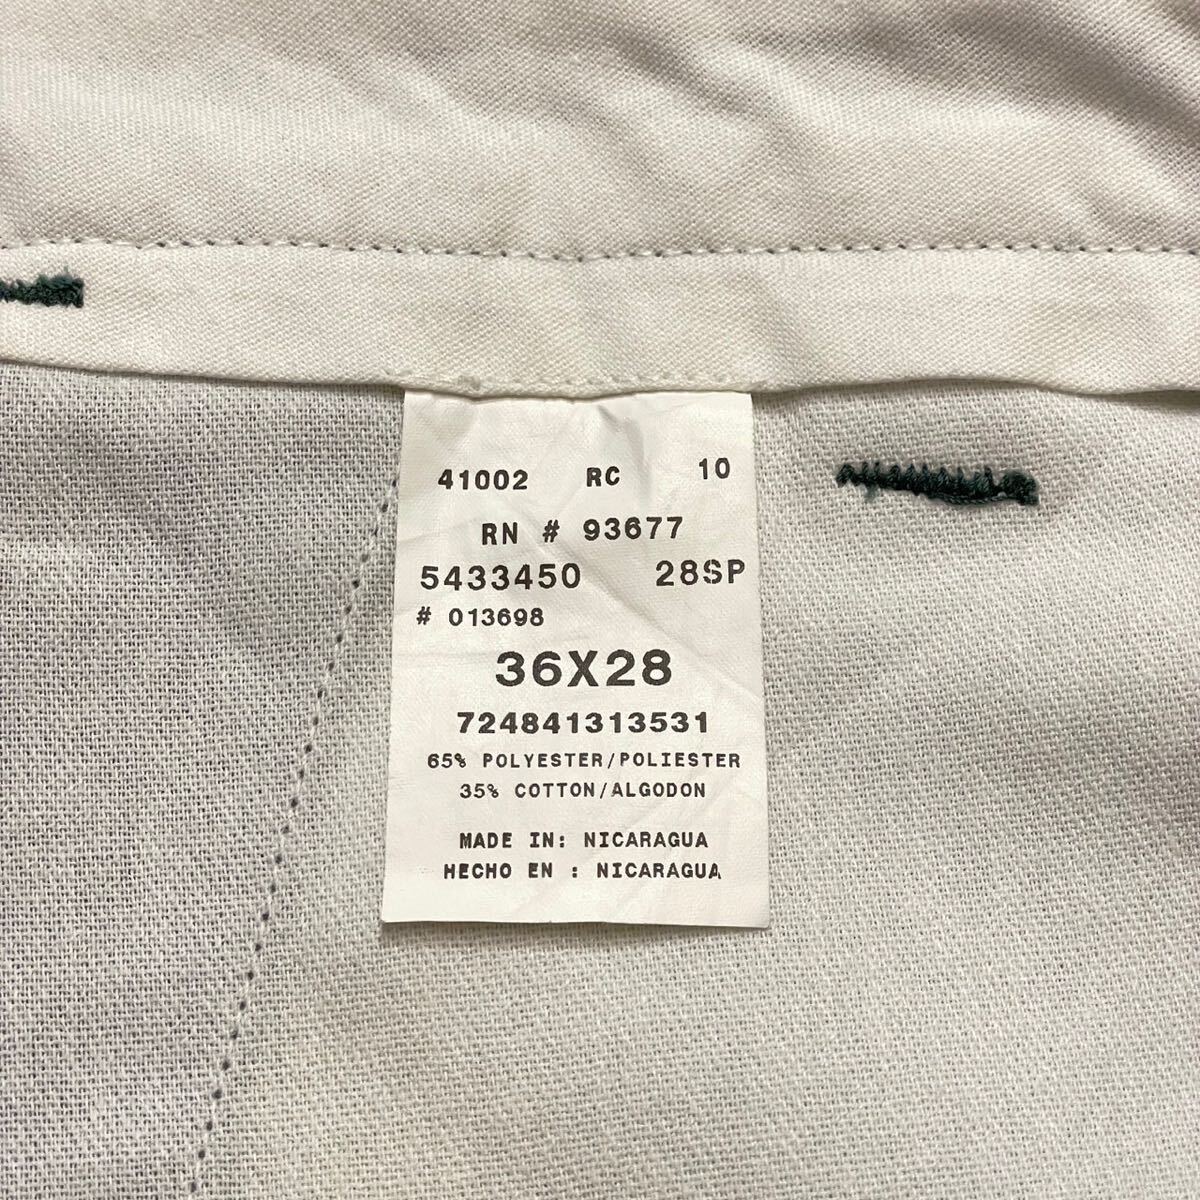 41002 RC 10
RN # 93677
5433450 28SP
# 013698
36X28
724841313531
65% POLYESTER/POLIESTER
35% COTTON/ALGODON
MADE IN: NICARAGUA
HECHO EN : NICARAGUA